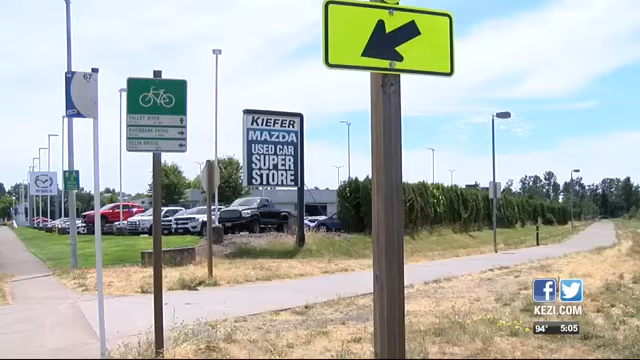 67
VALLEY RIVER
RIVERBANK PATHS
DELTA BRIDGE
KIEFER
MAZDA
USED CAR
SUPER
STORE
KEZI.COM
94° 5:05